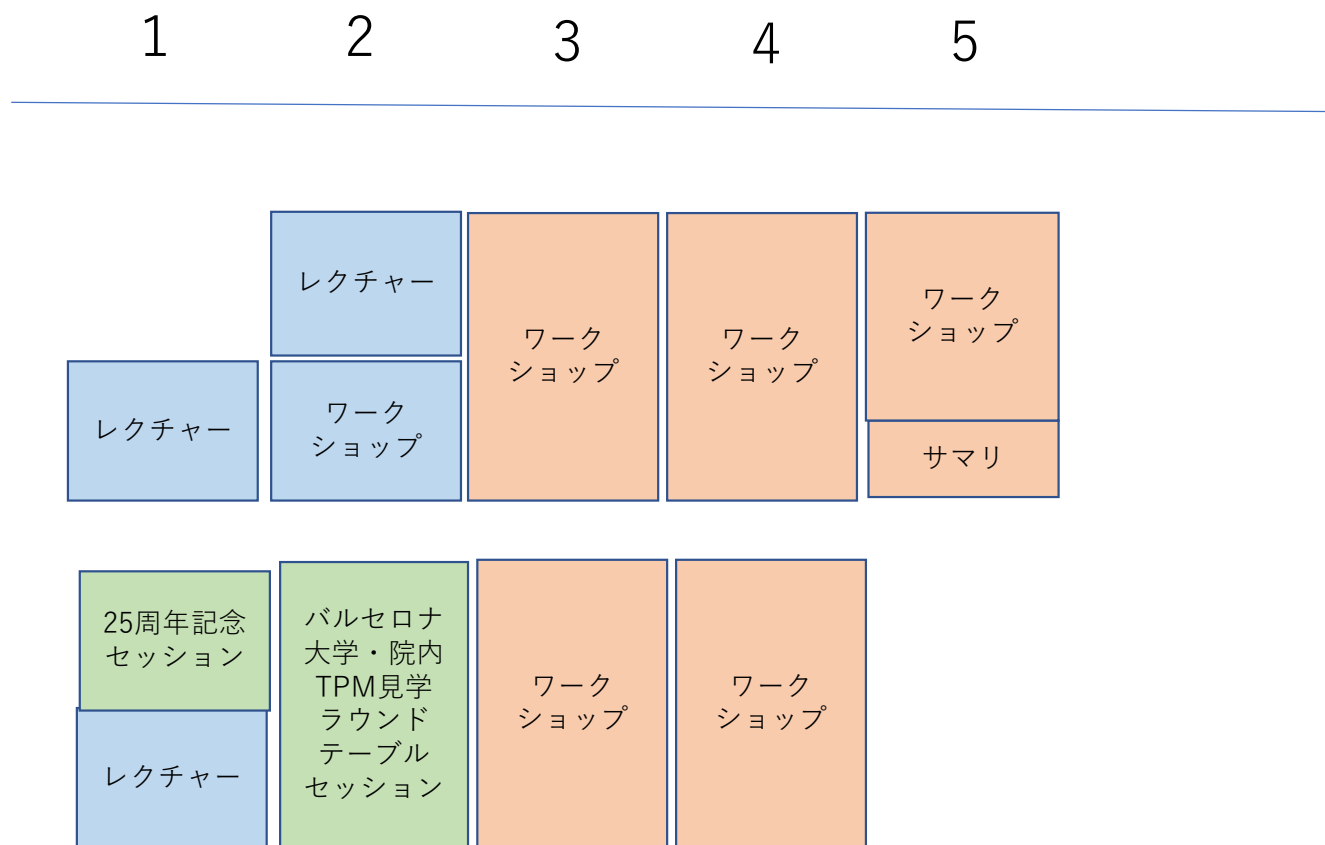 1 2 3 4 5
レクチャー
ワーク
ショップ
ワーク
ショップ
ワーク
ショップ
レクチャー
ワーク
ショップ
サマリ
25周年記念
セッション
バルセロナ
大学・院内
TPM見学
ラウンド
テーブル
セッション
ワーク
ショップ
ワーク
ショップ
レクチャー